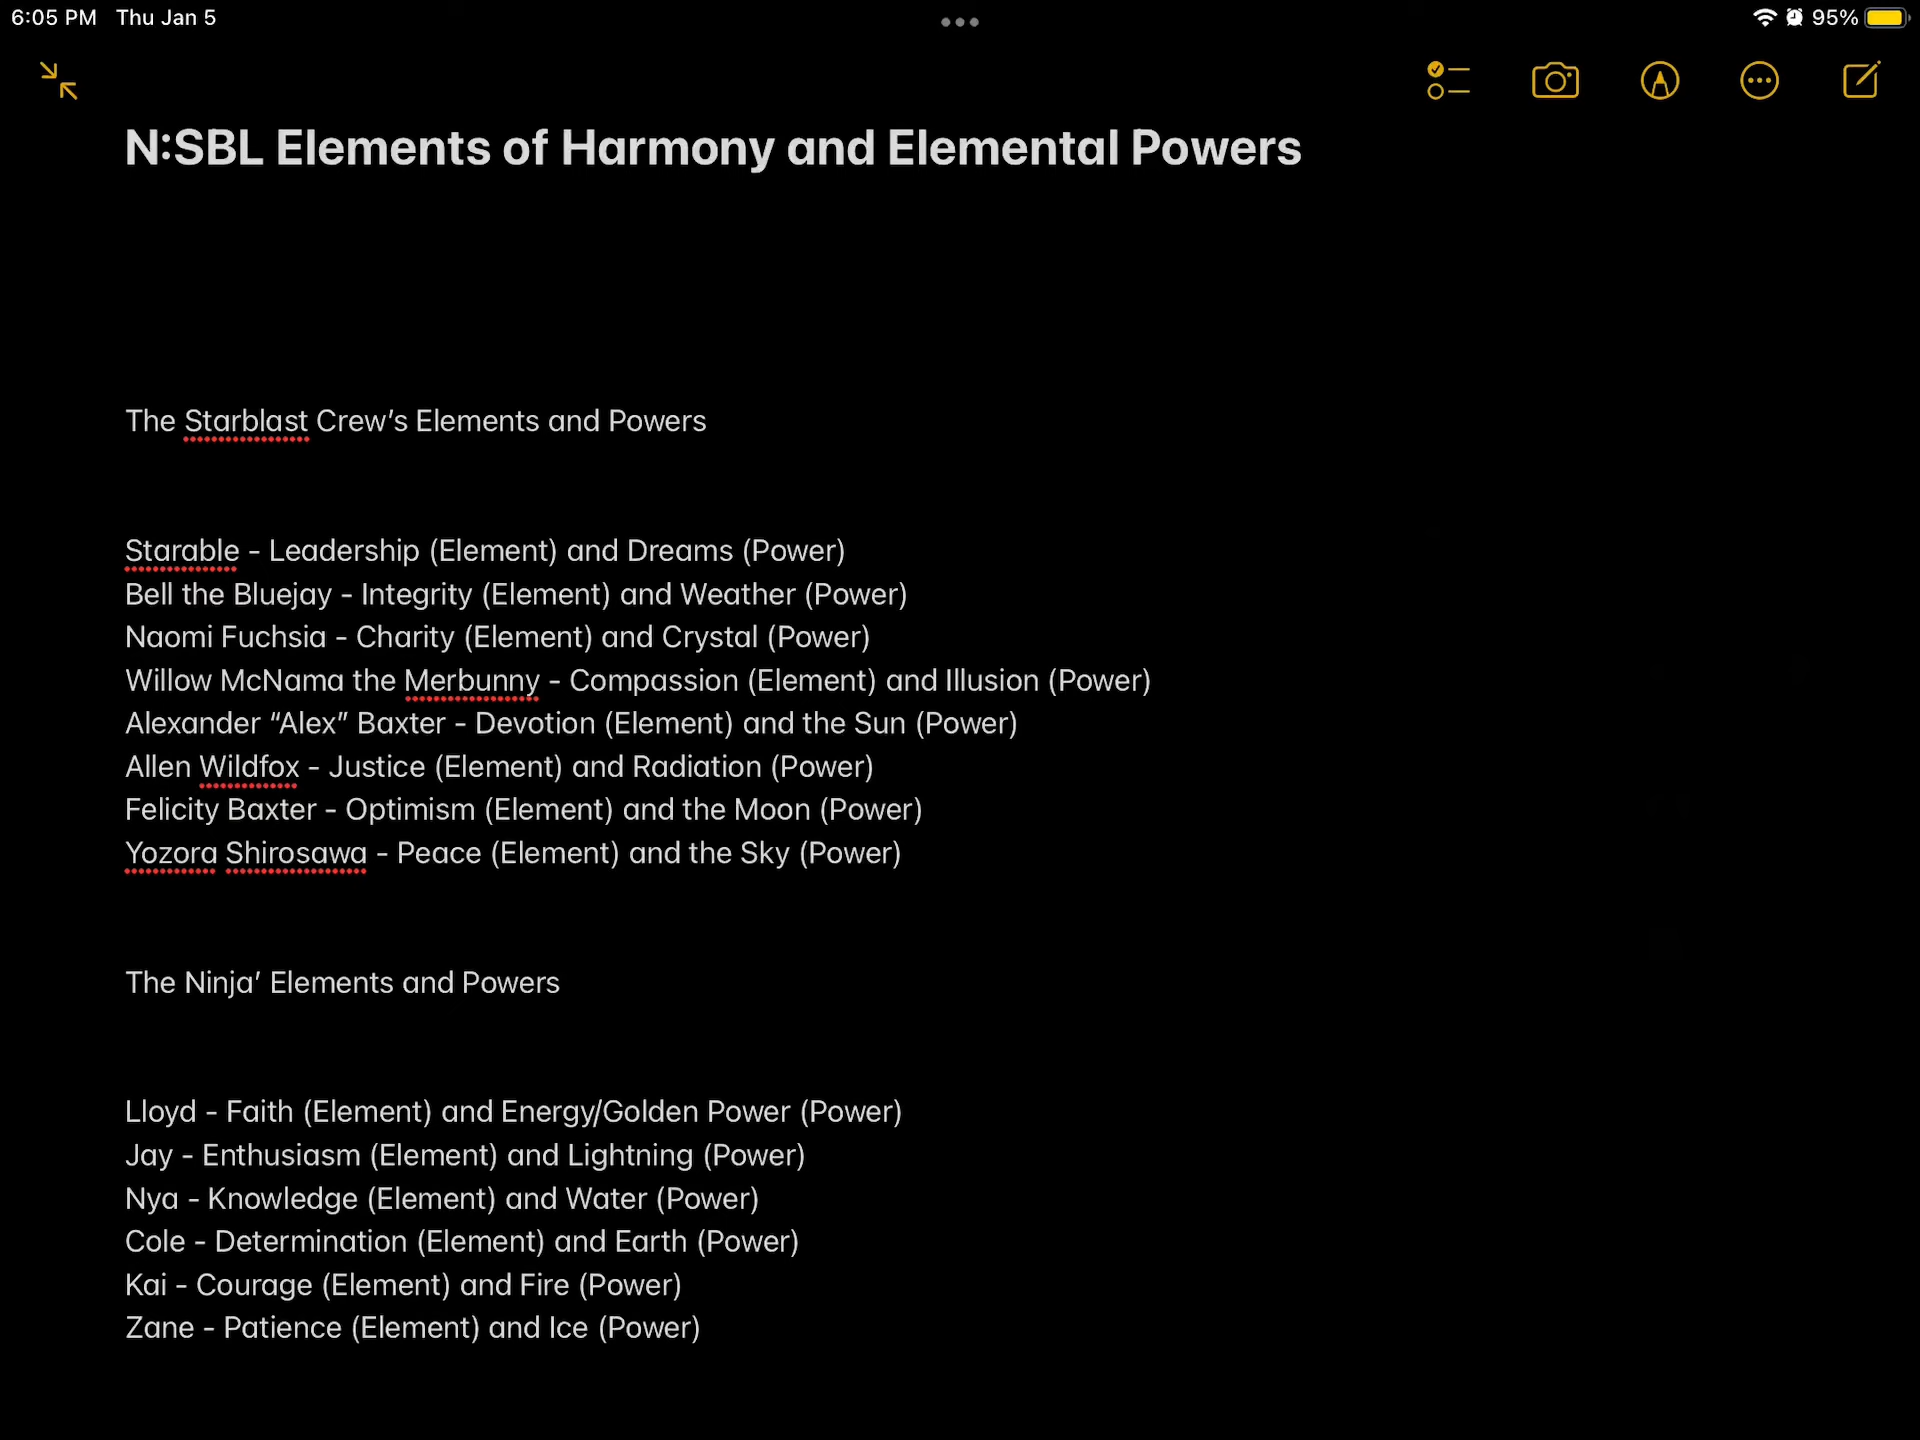 6:05 PM Thu Jan 5 95%
N:SBL Elements of Harmony and Elemental Powers
The Starblast Crew’s Elements and Powers
Starable - Leadership (Element) and Dreams (Power)
Bell the Bluejay - Integrity (Element) and Weather (Power)
Naomi Fuchsia - Charity (Element) and Crystal (Power)
Willow McNama the Merbunny - Compassion (Element) and Illusion (Power)
Alexander “Alex” Baxter - Devotion (Element) and the Sun (Power)
Allen Wildfox - Justice (Element) and Radiation (Power)
Felicity Baxter - Optimism (Element) and the Moon (Power)
Yozora Shirosawa - Peace (Element) and the Sky (Power)
The Ninja’ Elements and Powers
Lloyd - Faith (Element) and Energy/Golden Power (Power)
Jay - Enthusiasm (Element) and Lightning (Power)
Nya - Knowledge (Element) and Water (Power)
Cole - Determination (Element) and Earth (Power)
Kai - Courage (Element) and Fire (Power)
Zane - Patience (Element) and Ice (Power)